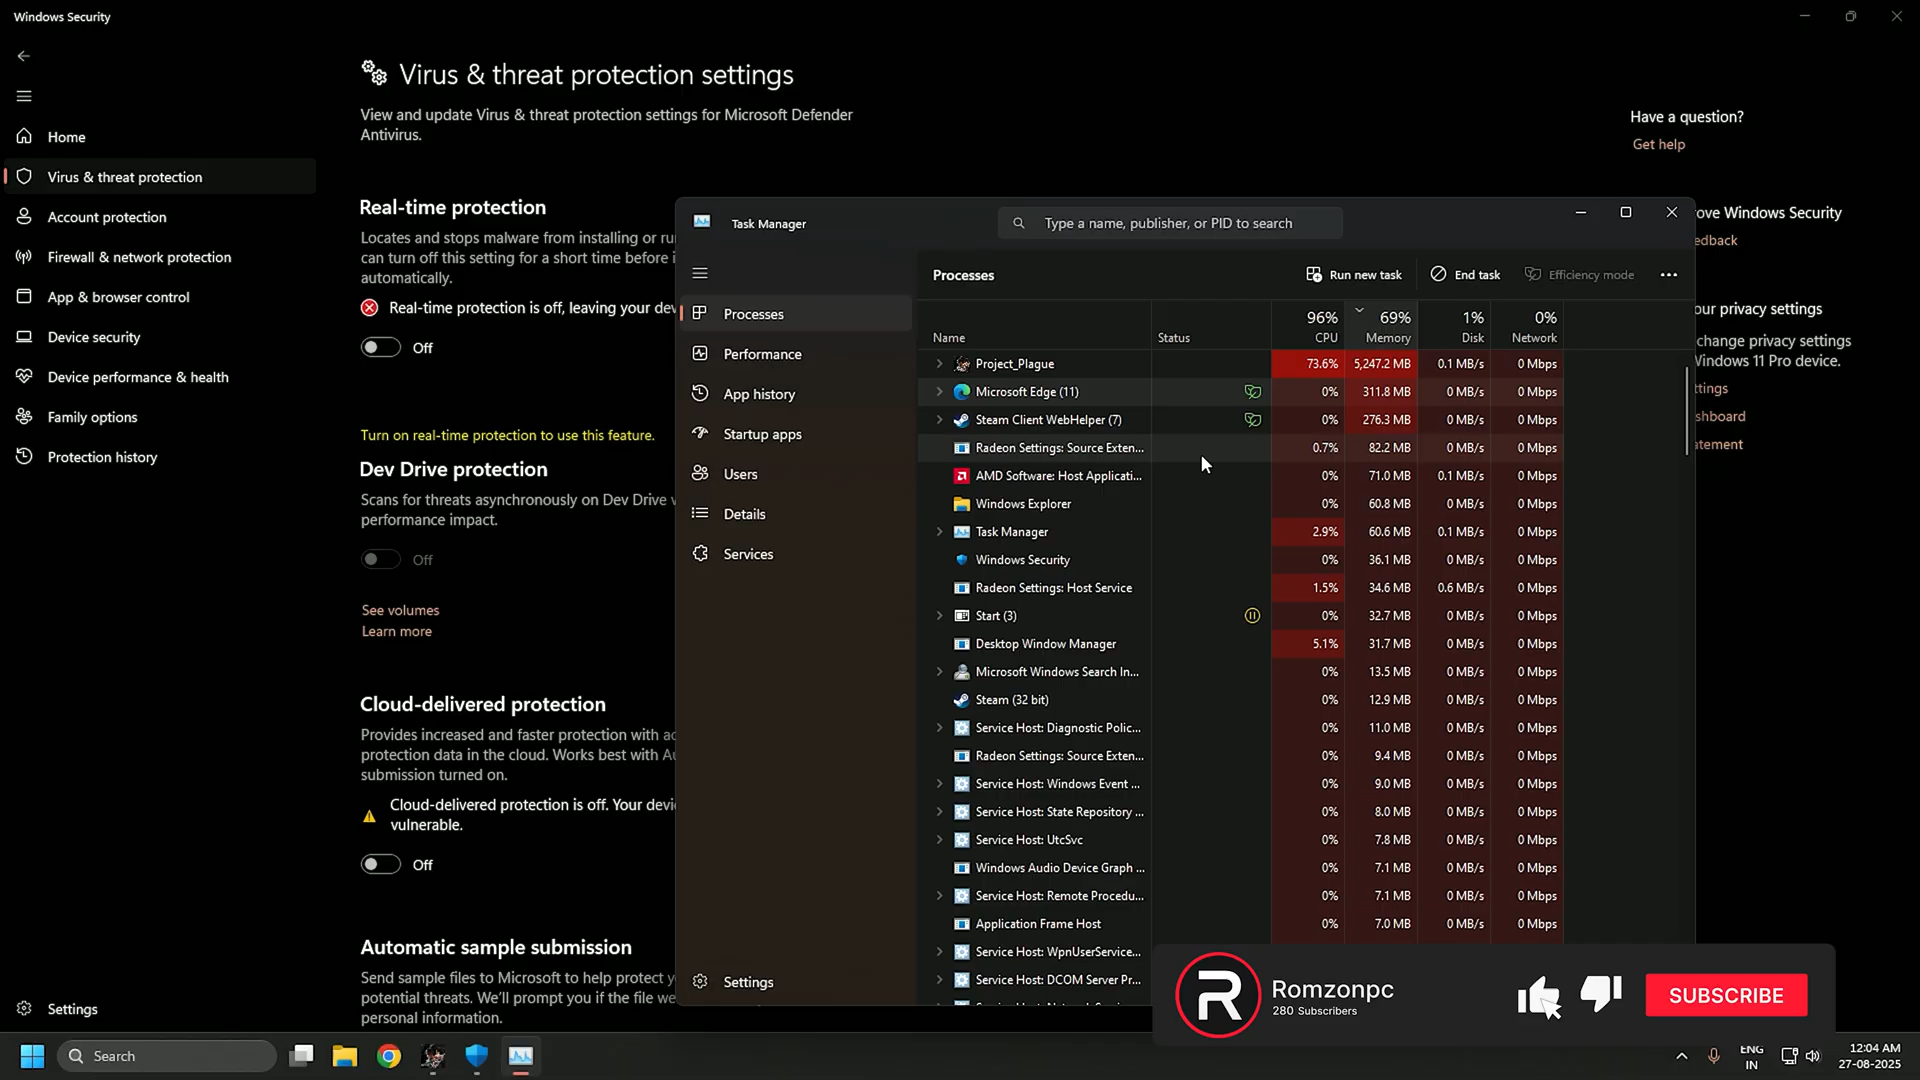 Windows Security
Home
Virus & threat protection
Account protection
Firewall & network protection
App & browser control
Device security
Device performance & health
Family options
Protection history
Settings
Virus & threat protection settings
View and update Virus & threat protection settings for Microsoft Defender
Antivirus.
Real-time protection
Locates and stops malware from installing or ru
can turn off this setting for a short time before i
automatically.
Real-time protection is off, leaving your dev
Off
Turn on real-time protection to use this feature.
Dev Drive protection
Scans for threats asynchronously on Dev Drive v
performance impact.
Off
See volumes
Learn more
Cloud-delivered protection
Provides increased and faster protection with ac
protection data in the cloud. Works best with Au
submission turned on.
Cloud-delivered protection is off. Your devi
vulnerable.
Off
Automatic sample submission
Send sample files to Microsoft to help protect y
potential threats. We'll prompt you if the file we
personal information.
Have a question?
Get help
rove Windows Security
edback
our privacy settings
change privacy settings
Windows 11 Pro device.
ttings
shboard
atement
Task Manager
Type a name, publisher, or PID to search
Processes
Performance
App history
Startup apps
Users
Details
Services
Settings
Processes
Run new task
End task
Efficiency mode
96% 69% 1% 0%
Name Status CPU Memory Disk Network
Project_Plague 73.6% 5,247.2 MB 0.1 MB/s 0 Mbps
Microsoft Edge (11) 0% 311.8 MB 0 MB/s 0 Mbps
Steam Client WebHelper (7) 0% 276.3 MB 0 MB/s 0 Mbps
Radeon Settings: Source Exten... 0.7% 82.2 MB 0 MB/s 0 Mbps
AMD Software: Host Applicati... 0% 71.0 MB 0.1 MB/s 0 Mbps
Windows Explorer 0% 60.8 MB 0 MB/s 0 Mbps
Task Manager 2.9% 60.6 MB 0.1 MB/s 0 Mbps
Windows Security 0% 36.1 MB 0 MB/s 0 Mbps
Radeon Settings: Host Service 1.5% 34.6 MB 0.6 MB/s 0 Mbps
Start (3) 0% 32.7 MB 0 MB/s 0 Mbps
Desktop Window Manager 5.1% 31.7 MB 0 MB/s 0 Mbps
Microsoft Windows Search In... 0% 13.5 MB 0 MB/s 0 Mbps
Steam (32 bit) 0% 12.9 MB 0 MB/s 0 Mbps
Service Host: Diagnostic Polic... 0% 11.0 MB 0 MB/s 0 Mbps
Radeon Settings: Source Exten... 0% 9.4 MB 0 MB/s 0 Mbps
Service Host: Windows Event ... 0% 9.0 MB 0 MB/s 0 Mbps
Service Host: State Repository ... 0% 8.0 MB 0 MB/s 0 Mbps
Service Host: UtcSvc 0% 7.8 MB 0 MB/s 0 Mbps
Windows Audio Device Graph ... 0% 7.1 MB 0 MB/s 0 Mbps
Service Host: Remote Procedu... 0% 7.1 MB 0 MB/s 0 Mbps
Application Frame Host 0% 7.0 MB 0 MB/s 0 Mbps
Service Host: WpnUserService...
Service Host: DCOM Server Pr...
R
Romzonpc
280 Subscribers
SUBSCRIBE
Search
ENG
IN
12:04 AM
27-08-2025